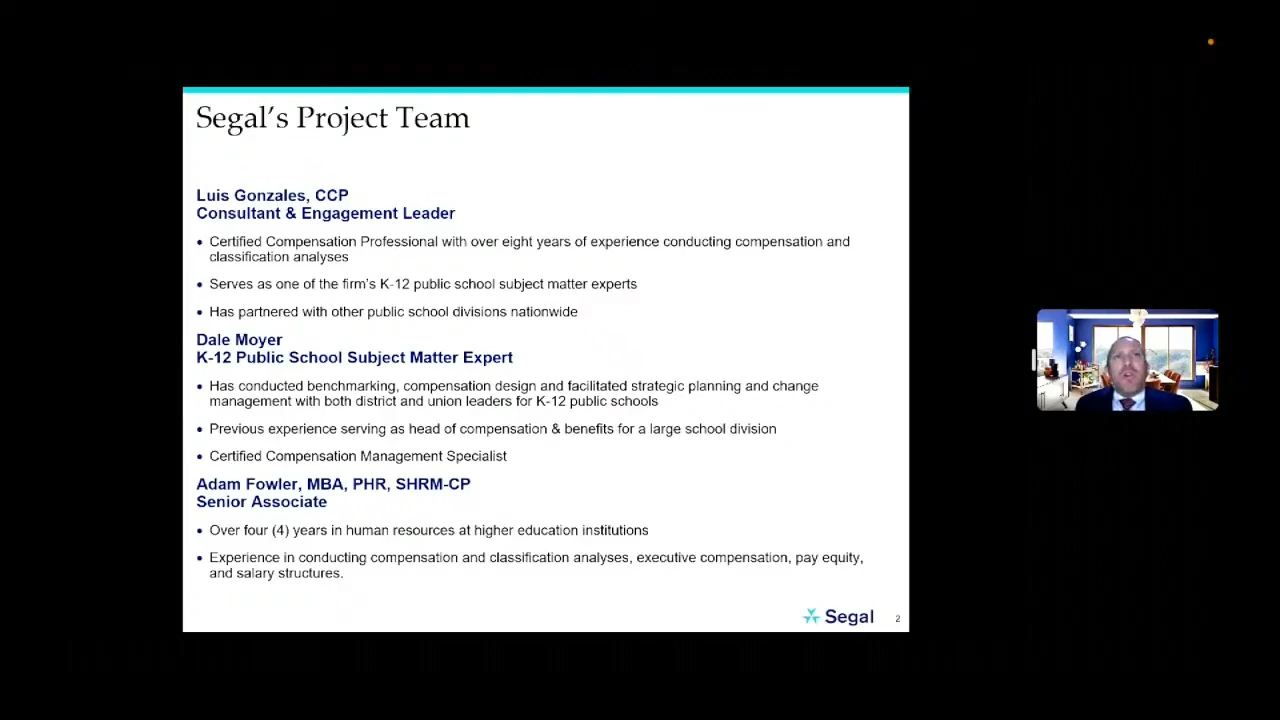 Segal's Project Team
Luis Gonzales, CCP
Consultant & Engagement Leader
• Certified Compensation Professional with over eight years of experience conducting compensation and
classification analyses
• Serves as one of the firm's K-12 public school subject matter experts
• Has partnered with other public school divisions nationwide
Dale Moyer
K-12 Public School Subject Matter Expert
• Has conducted benchmarking, compensation design and facilitated strategic planning and change
management with both district and union leaders for K-12 public schools
• Previous experience serving as head of compensation & benefits for a large school division
• Certified Compensation Management Specialist
Adam Fowler, MBA, PHR, SHRM-CP
Senior Associate
• Over four (4) years in human resources at higher education institutions
• Experience in conducting compensation and classification analyses, executive compensation, pay equity,
and salary structures.
Segal 2